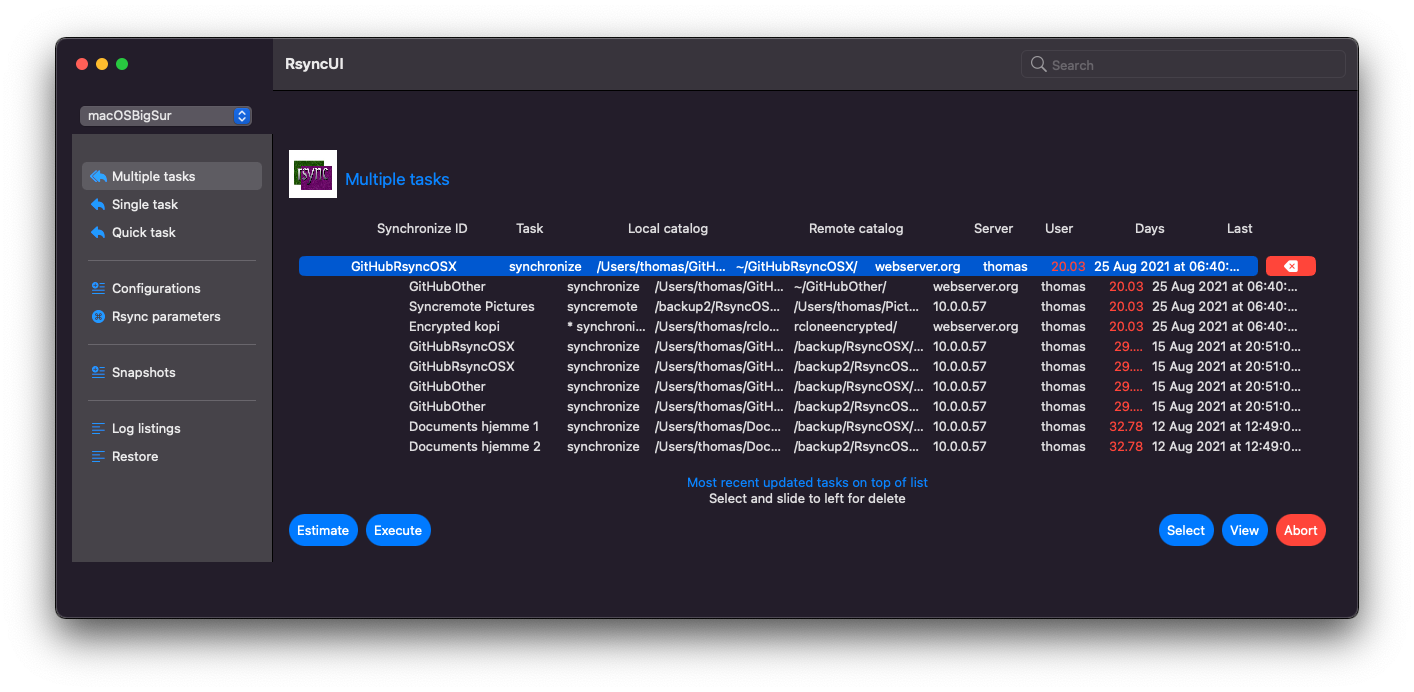 RsyncUI
Search
macOSBigSur
Multiple tasks
Single task
Quick task
Configurations
Rsync parameters
Snapshots
Log listings
Restore
rsync
Multiple tasks
Synchronize ID Task Local catalog Remote catalog Server User Days Last
GitHubRsyncOSX synchronize /Users/thomas/GitH... ~/GitHubRsyncOSX/ webserver.org thomas 20.03 25 Aug 2021 at 06:40:...
GitHubOther synchronize /Users/thomas/GitH... ~/GitHubOther/ webserver.org thomas 20.03 25 Aug 2021 at 06:40:...
Syncremote Pictures syncremote /backup2/RsyncOS... /Users/thomas/Pict... webserver.org thomas 20.03 25 Aug 2021 at 06:40:...
Encrypted kopi * synchroni... /Users/thomas/rclo... rcloneencrypted/ webserver.org thomas 20.03 25 Aug 2021 at 06:40:...
GitHubRsyncOSX synchronize /Users/thomas/GitH... /backup/RsyncOSX/... 10.0.0.57 thomas 29.... 15 Aug 2021 at 20:51:0...
GitHubRsyncOSX synchronize /Users/thomas/GitH... /backup2/RsyncOS... 10.0.0.57 thomas 29.... 15 Aug 2021 at 20:51:0...
GitHubOther synchronize /Users/thomas/GitH... /backup/RsyncOSX/... 10.0.0.57 thomas 29.... 15 Aug 2021 at 20:51:0...
GitHubOther synchronize /Users/thomas/GitH... /backup2/RsyncOS... 10.0.0.57 thomas 29.... 15 Aug 2021 at 20:51:0...
Documents hjemme 1 synchronize /Users/thomas/Doc... /backup/RsyncOSX/... 10.0.0.57 thomas 32.78 12 Aug 2021 at 12:49:0...
Documents hjemme 2 synchronize /Users/thomas/Doc... /backup2/RsyncOS... 10.0.0.57 thomas 32.78 12 Aug 2021 at 12:49:0...
Most recent updated tasks on top of list
Select and slide to left for delete
Estimate Execute Select View Abort